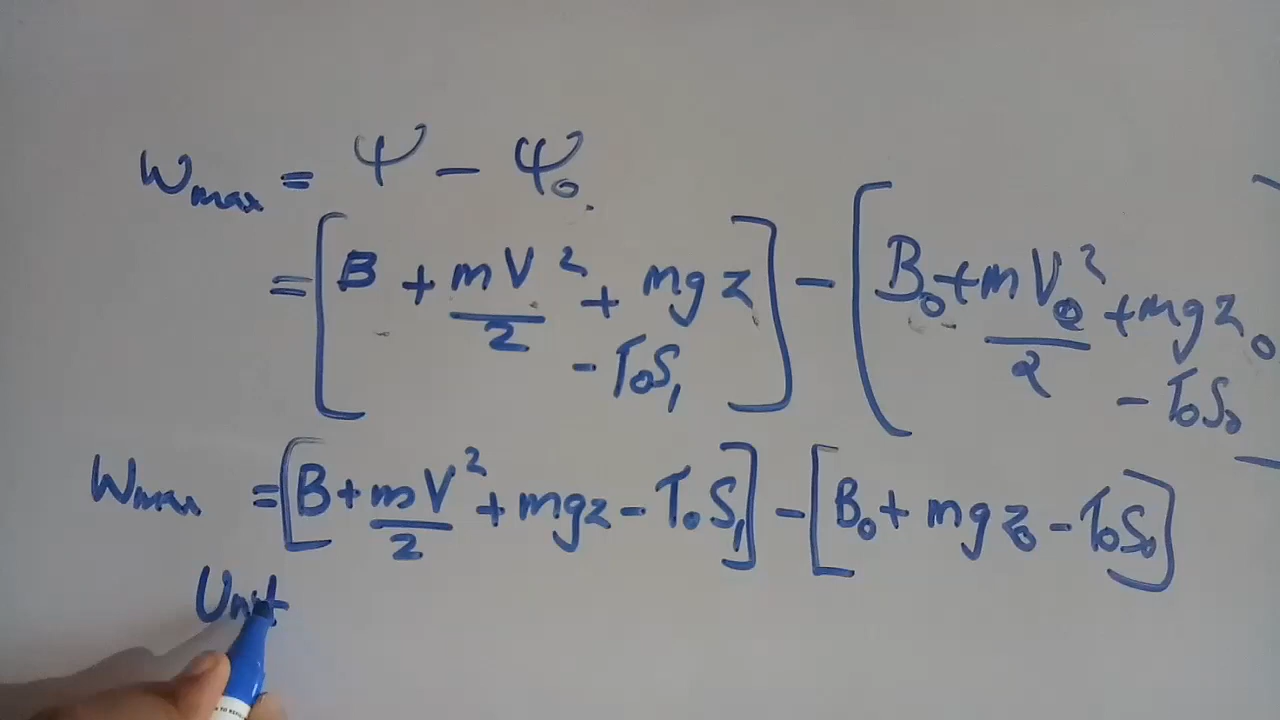 Wmax = Ψ - Ψ₀.
= [B + mV²/2 + mgz - T₀S₁] - [B₀ + mV₀²/2 + mgz₀ - T₀S₀]
Wmax = [B + mV²/2 + mgz - T₀S₁] - [B₀ + mgz₀ - T₀S₀]
Unit